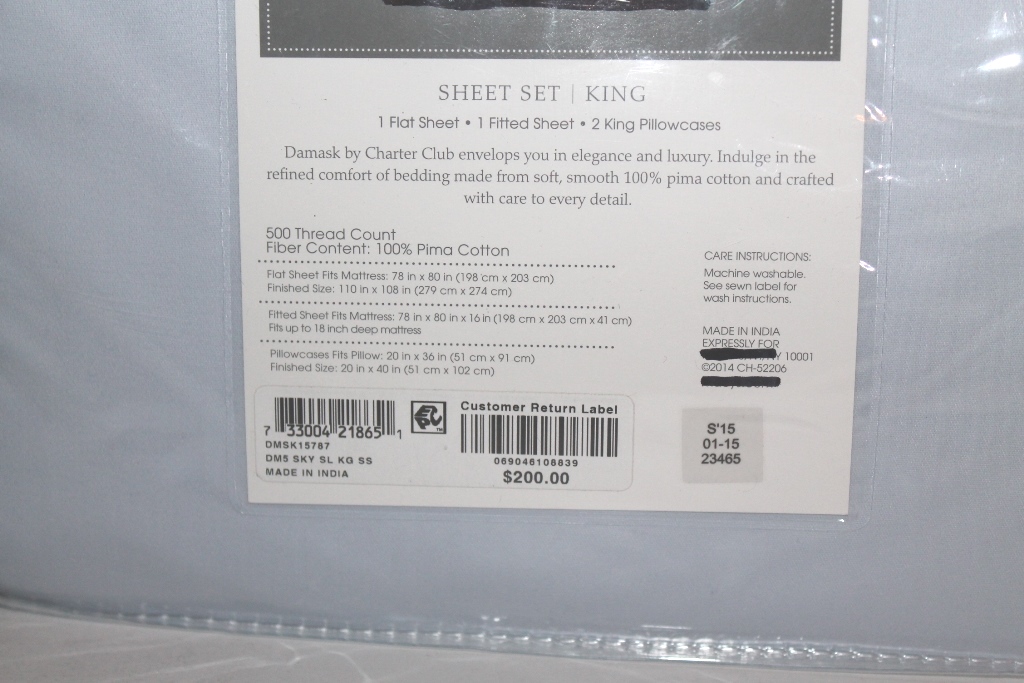 SHEET SET | KING
1 Flat Sheet • 1 Fitted Sheet • 2 King Pillowcases
Damask by Charter Club envelops you in elegance and luxury. Indulge in the
refined comfort of bedding made from soft, smooth 100% pima cotton and crafted
with care to every detail.
500 Thread Count
Fiber Content: 100% Pima Cotton
Flat Sheet Fits Mattress: 78 in x 80 in (198 cm x 203 cm)
Finished Size: 110 in x 108 in (279 cm x 274 cm)
Fitted Sheet Fits Mattress: 78 in x 80 in x 16 in (198 cm x 203 cm x 41 cm)
Fits up to 18 inch deep mattress
Pillowcases Fits Pillow: 20 in x 36 in (51 cm x 91 cm)
Finished Size: 20 in x 40 in (51 cm x 102 cm)
CARE INSTRUCTIONS:
Machine washable.
See sewn label for
wash instructions.
MADE IN INDIA
EXPRESSLY FOR
10001
©2014 CH-52206
7 33004 21865 1
DMSK15787
DM5 SKY SL KG SS
MADE IN INDIA
Customer Return Label
069046108839
$200.00
S'15
01-15
23465